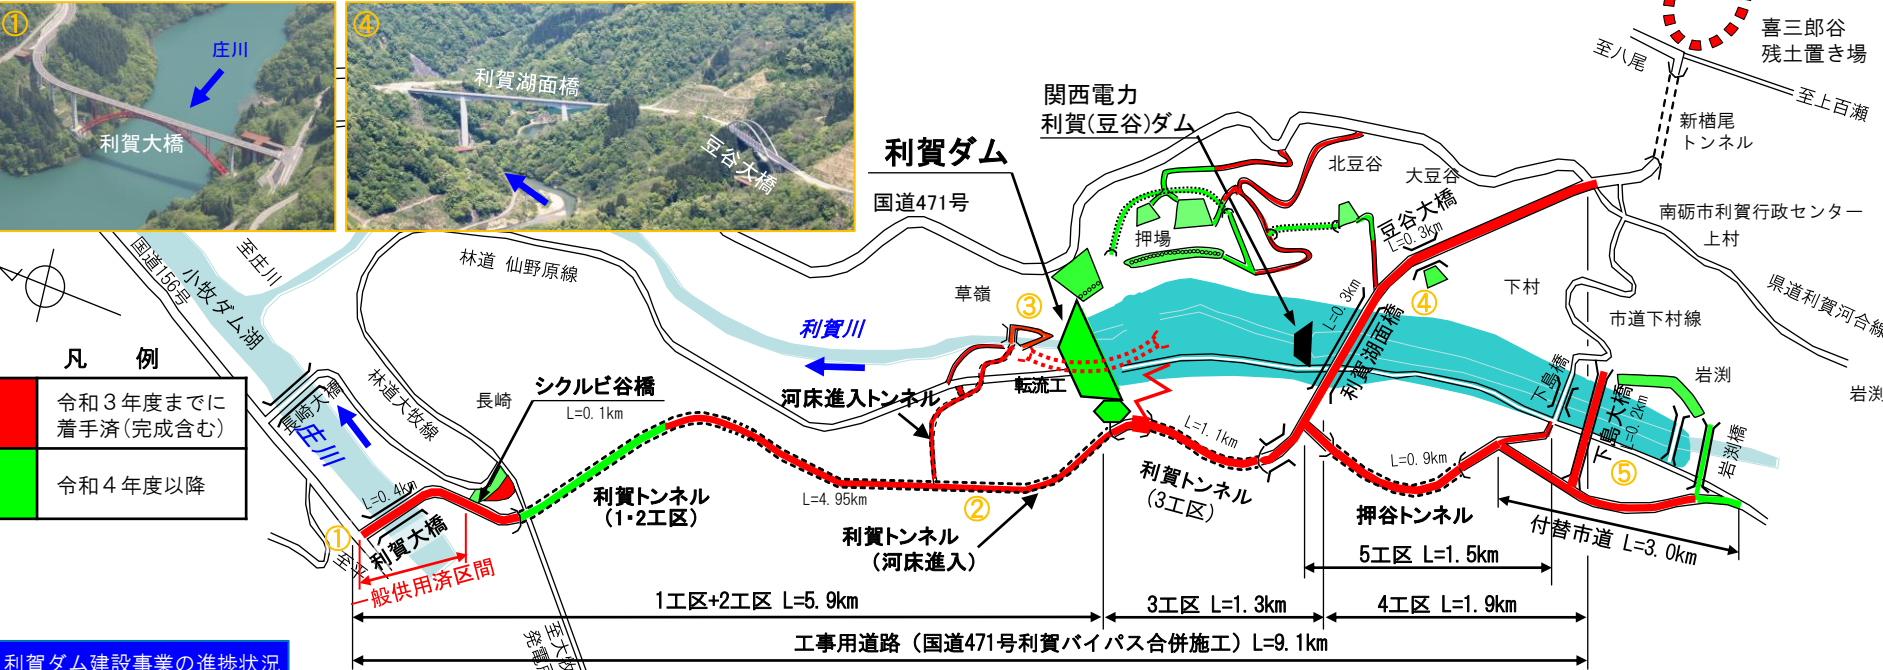 ①
庄川
利賀大橋
④
利賀湖面橋
豆谷大橋
喜三郎谷
残土置き場
至八尾
至上百瀬
新楢尾
トンネル
関西電力
利賀(豆谷)ダム
利賀ダム
国道471号
北豆谷
大豆谷
豆谷大橋
L=0.3km
南砺市利賀行政センター
上村
押場
国道156号
小牧ダム湖
至庄川
林道 仙野原線
草嶺
③
利賀川
L=0.3km
利賀湖面橋
④
下村
県道利賀河合線
市道下村線
凡 例
令和3年度までに
着手済(完成含む)
令和4年度以降
長崎大橋
林道大牧線
庄川
長崎
シクルビ谷橋
L=0.1km
河床進入トンネル
転流工
下島橋
下島大橋
L=0.2km
岩渕
岩渕
岩渕橋
⑤
L=0.4km
①
利賀大橋
至平
一般供用済区間
利賀トンネル
(1・2工区)
L=4.95km
②
利賀トンネル
(河床進入)
L=1.1km
利賀トンネル
(3工区)
L=0.9km
押谷トンネル
付替市道 L=3.0km
5工区 L=1.5km
1工区+2工区 L=5.9km
3工区 L=1.3km
4工区 L=1.9km
工事用道路(国道471号利賀バイパス合併施工)L=9.1km
至大牧
利賀ダム建設事業の進捗状況